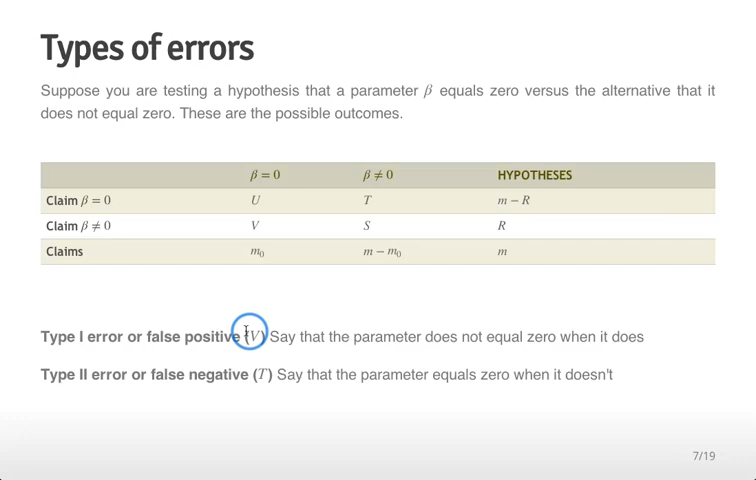 Types of errors
Suppose you are testing a hypothesis that a parameter β equals zero versus the alternative that it
does not equal zero. These are the possible outcomes.
β = 0 β ≠ 0 HYPOTHESES
Claim β = 0 U T m − R
Claim β ≠ 0 V S R
Claims m₀ m − m₀ m
Type I error or false positive (V) Say that the parameter does not equal zero when it does
Type II error or false negative (T) Say that the parameter equals zero when it doesn't
7/19